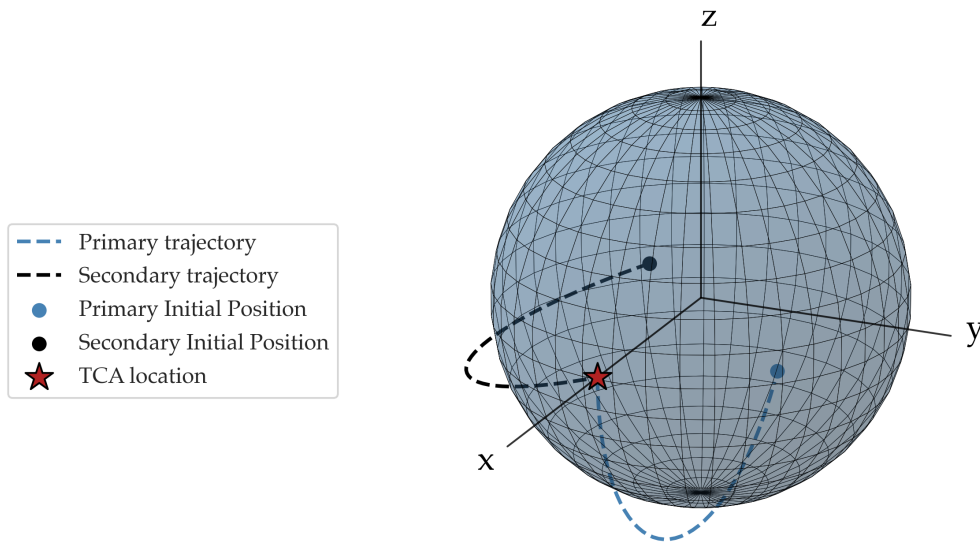 z
Primary trajectory
Secondary trajectory
Primary Initial Position
Secondary Initial Position
TCA location
y
x